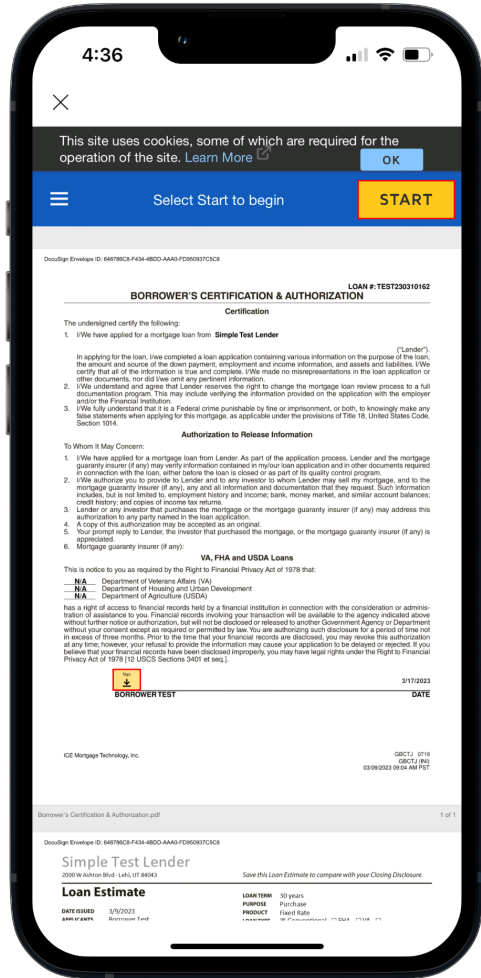 4:36
This site uses cookies, some of which are required for the
operation of the site. Learn More
OK
Select Start to begin
START
DocuSign Envelope ID: 648786C8-F434-4BDD-AAA0-FD950937C5C8
LOAN #: TEST230310162
BORROWER'S CERTIFICATION & AUTHORIZATION
Certification
The undersigned certify the following:
1. I/We have applied for a mortgage loan from Simple Test Lender
("Lender").
In applying for the loan, I/we completed a loan application containing various information on the purpose of the loan,
the amount and source of the down payment, employment and income information, and assets and liabilities. I/We
certify that all of the information is true and complete. I/We made no misrepresentations in the loan application or
other documents, nor did I/we omit any pertinent information.
2. I/We understand and agree that Lender reserves the right to change the mortgage loan review process to a full
documentation program. This may include verifying the information provided on the application with the employer
and/or the Financial Institution.
3. I/We fully understand that it is a Federal crime punishable by fine or imprisonment, or both, to knowingly make any
false statements when applying for this mortgage, as applicable under the provisions of Title 18, United States Code,
Section 1014.
Authorization to Release Information
To Whom It May Concern:
1. I/We have applied for a mortgage loan from Lender. As part of the application process, Lender and the mortgage
guaranty insurer (if any) may verify information contained in my/our loan application and in other documents required
in connection with the loan, either before the loan is closed or as part of its quality control program.
2. I/We authorize you to provide to Lender and to any investor to whom Lender may sell my mortgage, and to the
mortgage guaranty insurer (if any), any and all information and documentation that they request. Such information
includes, but is not limited to, employment history and income; bank, money market, and similar account balances;
credit history; and copies of income tax returns.
3. Lender or any investor that purchases the mortgage or the mortgage guaranty insurer (if any) may address this
authorization to any party named in the loan application.
4. A copy of this authorization may be accepted as an original.
5. Your prompt reply to Lender, the investor that purchased the mortgage, or the mortgage guaranty insurer (if any) is
appreciated.
6. Mortgage guaranty insurer (if any):
VA, FHA and USDA Loans
This is notice to you as required by the Right to Financial Privacy Act of 1978 that:
N/A Department of Veterans Affairs (VA)
N/A Department of Housing and Urban Development
N/A Department of Agriculture (USDA)
has a right of access to financial records held by a financial institution in connection with the consideration or adminis-
tration of assistance to you. Financial records involving your transaction will be available to the agency indicated above
without further notice or authorization, but will not be disclosed or released to another Government Agency or Department
without your consent except as required or permitted by law. You are authorizing such disclosure for a period of time not
in excess of three months. Prior to the time that your financial records are disclosed, you may revoke this authorization
at any time; however, your refusal to provide the information may cause your application to be delayed or rejected. If you
believe that your financial records have been disclosed improperly, you may have legal rights under the Right to Financial
Privacy Act of 1978 [12 USCS Sections 3401 et seq.].
Sign
3/17/2023
BORROWER TEST DATE
ICE Mortgage Technology, Inc.
GBCTJ 0719
GBCTJ (INI)
03/09/2023 09:04 AM PST
Borrower's Certification & Authorization.pdf 1 of 1
DocuSign Envelope ID: 648786C8-F434-4BDD-AAA0-FD950937C5C8
Simple Test Lender
2000 W Ashton Blvd - Lehi, UT 84043
Save this Loan Estimate to compare with your Closing Disclosure.
Loan Estimate
LOAN TERM 30 years
PURPOSE Purchase
DATE ISSUED 3/9/2023
PRODUCT Fixed Rate
APPLICANTS Borrower Test
LOAN TYPE ☒ Conventional ☐ FHA ☐ VA ☐